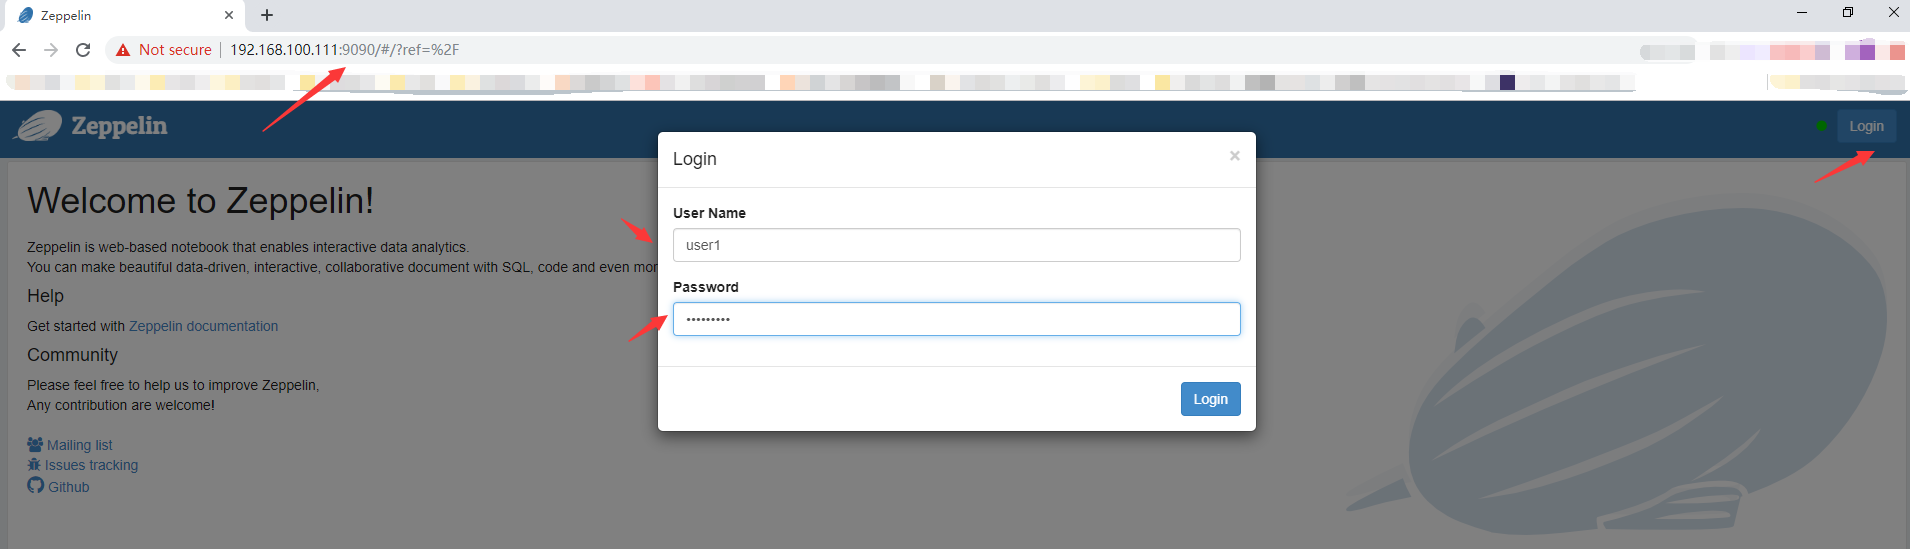 Zeppelin
Not secure
192.168.100.111:9090/#/?ref=%2F
Zeppelin
Login
Welcome to Zeppelin!
Zeppelin is web-based notebook that enables interactive data analytics.
You can make beautiful data-driven, interactive, collaborative document with SQL, code and even
Help
Get started with Zeppelin documentation
Community
Please feel free to help us to improve Zeppelin,
Any contribution are welcome!
Mailing list
Issues tracking
Github
Login
×
User Name
user1
Password
•••••••••
Login